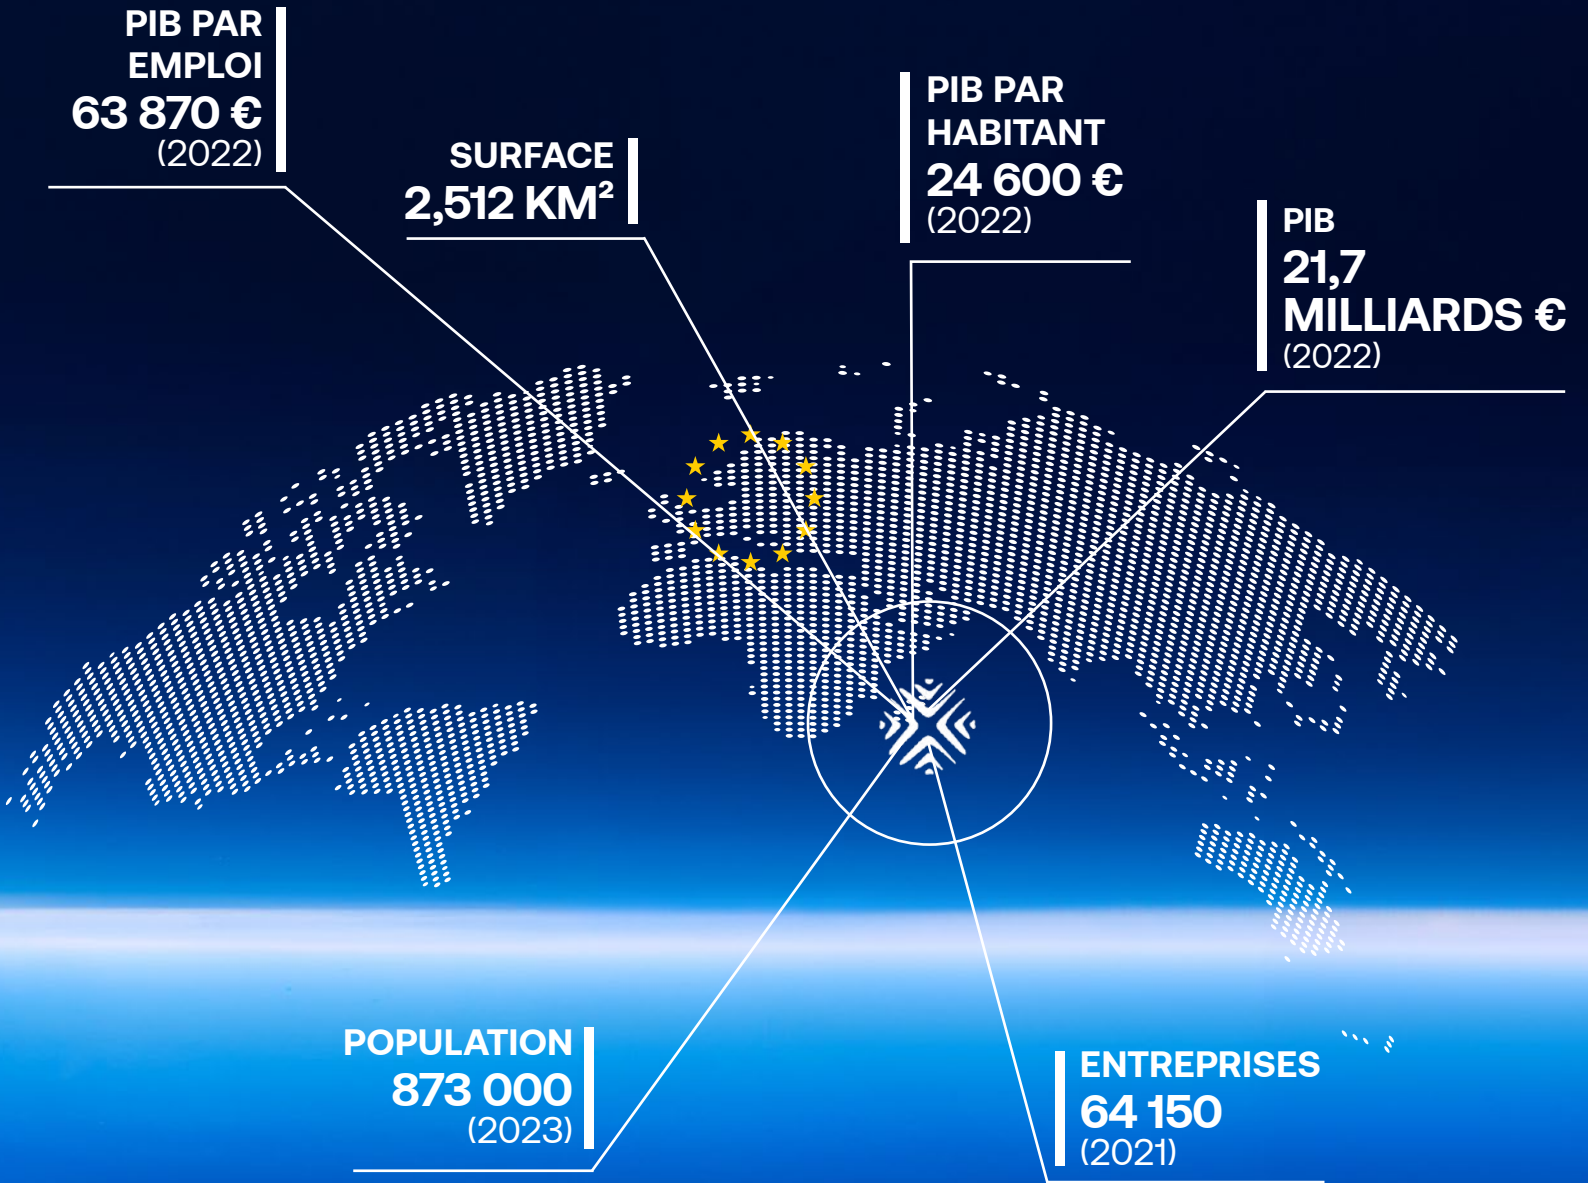 PIB PAR
EMPLOI
63 870 €
(2022)
SURFACE
2,512 KM²
PIB PAR
HABITANT
24 600 €
(2022)
PIB
21,7
MILLIARDS €
(2022)
POPULATION
873 000
(2023)
ENTREPRISES
64 150
(2021)